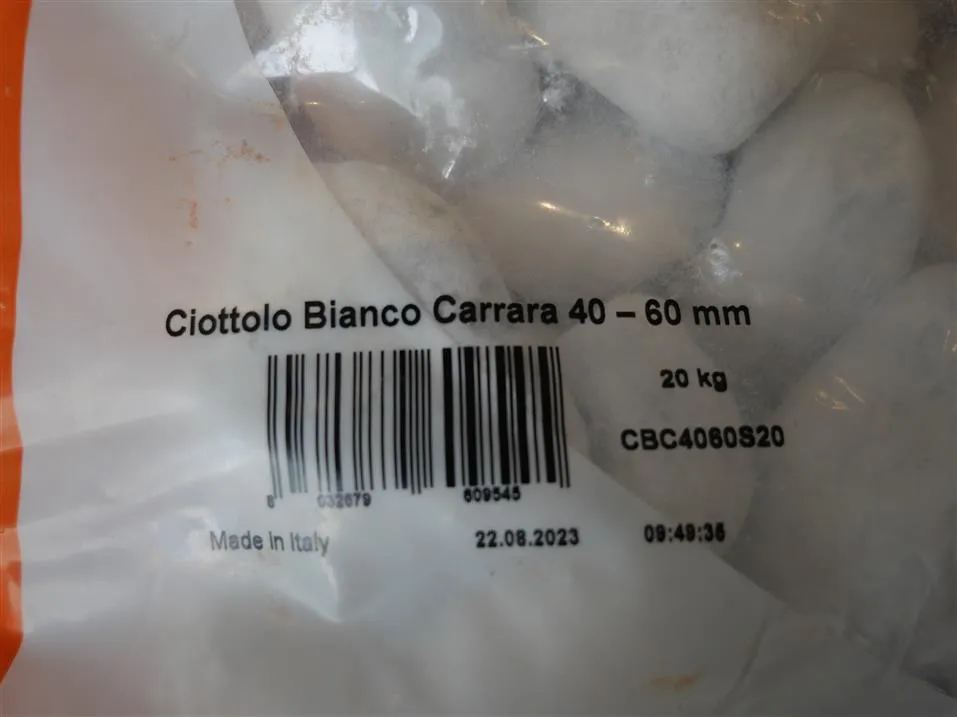 Ciottolo Bianco Carrara 40 – 60 mm
20 kg
CBC4060S20
8 032679 609545
Made in Italy 22.08.2023 09:49:36